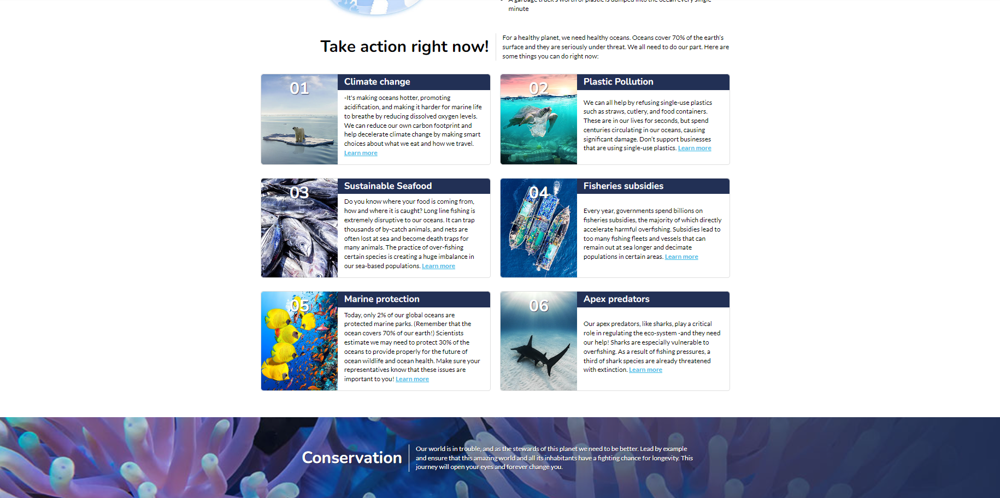 A garbage truck's worth of plastic is dumped into the ocean every single
minute
Take action right now!
For a healthy planet, we need healthy oceans. Oceans cover 70% of the earth's
surface and they are seriously under threat. We all need to do our part. Here are
some things you can do right now:
01
Climate change
-It's making oceans hotter, promoting
acidification, and making it harder for marine life
to breathe by reducing dissolved oxygen levels.
We can reduce our own carbon footprint and
help decelerate climate change by making smart
choices about what we eat and how we travel.
Learn more
02
Plastic Pollution
We can all help by refusing single-use plastics
such as straws, cutlery, and food containers.
These are in our lives for seconds, but spend
centuries circulating in our oceans, causing
significant damage. Don't support businesses
that are using single-use plastics. Learn more
03
Sustainable Seafood
Do you know where your food is coming from,
how and where it is caught? Long line fishing is
extremely disruptive to our oceans. It can trap
thousands of by-catch animals, and nets are
often lost at sea and become death traps for
many animals. The practice of over-fishing
certain species is creating a huge imbalance in
our sea-based populations. Learn more
04
Fisheries subsidies
Every year, governments spend billions on
fisheries subsidies, the majority of which directly
accelerate harmful overfishing. Subsidies lead to
too many fishing fleets and vessels that can
remain out at sea longer and decimate
populations in certain areas. Learn more
05
Marine protection
Today, only 2% of our global oceans are
protected marine parks. (Remember that the
ocean covers 70% of our earth!) Scientists
estimate we may need to protect 30% of the
oceans to provide properly for the future of
ocean wildlife and ocean health. Make sure your
representatives know that these issues are
important to you! Learn more
06
Apex predators
Our apex predators, like sharks, play a critical
role in regulating the eco-system -and they need
our help! Sharks are especially vulnerable to
overfishing. As a result of fishing pressures, a
third of shark species are already threatened
with extinction. Learn more
Conservation
Our world is in trouble, and as the stewards of this planet we need to be better. Lead by example
and ensure that this amazing world and all its inhabitants have a fighting chance for longevity. This
journey will open your eyes and forever change you.